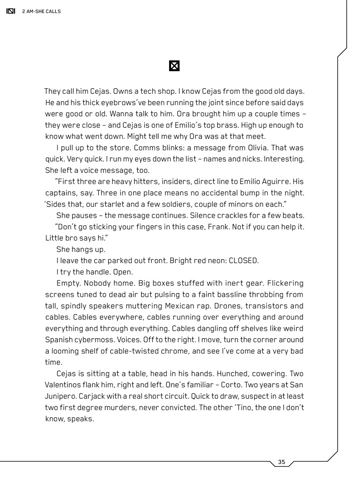 2 AM-SHE CALLS
They call him Cejas. Owns a tech shop. I know Cejas from the good old days.
He and his thick eyebrows've been running the joint since before said days
were good or old. Wanna talk to him. Ora brought him up a couple times –
they were close – and Cejas is one of Emilio's top brass. High up enough to
know what went down. Might tell me why Ora was at that meet.
I pull up to the store. Comms blinks: a message from Olivia. That was
quick. Very quick. I run my eyes down the list – names and nicks. Interesting.
She left a voice message, too.
"First three are heavy hitters, insiders, direct line to Emilio Aguirre. His
captains, say. Three in one place means no accidental bump in the night.
'Sides that, our starlet and a few soldiers, couple of minors on each."
She pauses – the message continues. Silence crackles for a few beats.
"Don't go sticking your fingers in this case, Frank. Not if you can help it.
Little bro says hi."
She hangs up.
I leave the car parked out front. Bright red neon: CLOSED.
I try the handle. Open.
Empty. Nobody home. Big boxes stuffed with inert gear. Flickering
screens tuned to dead air but pulsing to a faint bassline throbbing from
tall, spindly speakers muttering Mexican rap. Drones, transistors and
cables. Cables everywhere, cables running over everything and around
everything and through everything. Cables dangling off shelves like weird
Spanish cybermoss. Voices. Off to the right. I move, turn the corner around
a looming shelf of cable-twisted chrome, and see I've come at a very bad
time.
Cejas is sitting at a table, head in his hands. Hunched, cowering. Two
Valentinos flank him, right and left. One's familiar – Corto. Two years at San
Junipero. Carjack with a real short circuit. Quick to draw, suspect in at least
two first degree murders, never convicted. The other 'Tino, the one I don't
know, speaks.
35